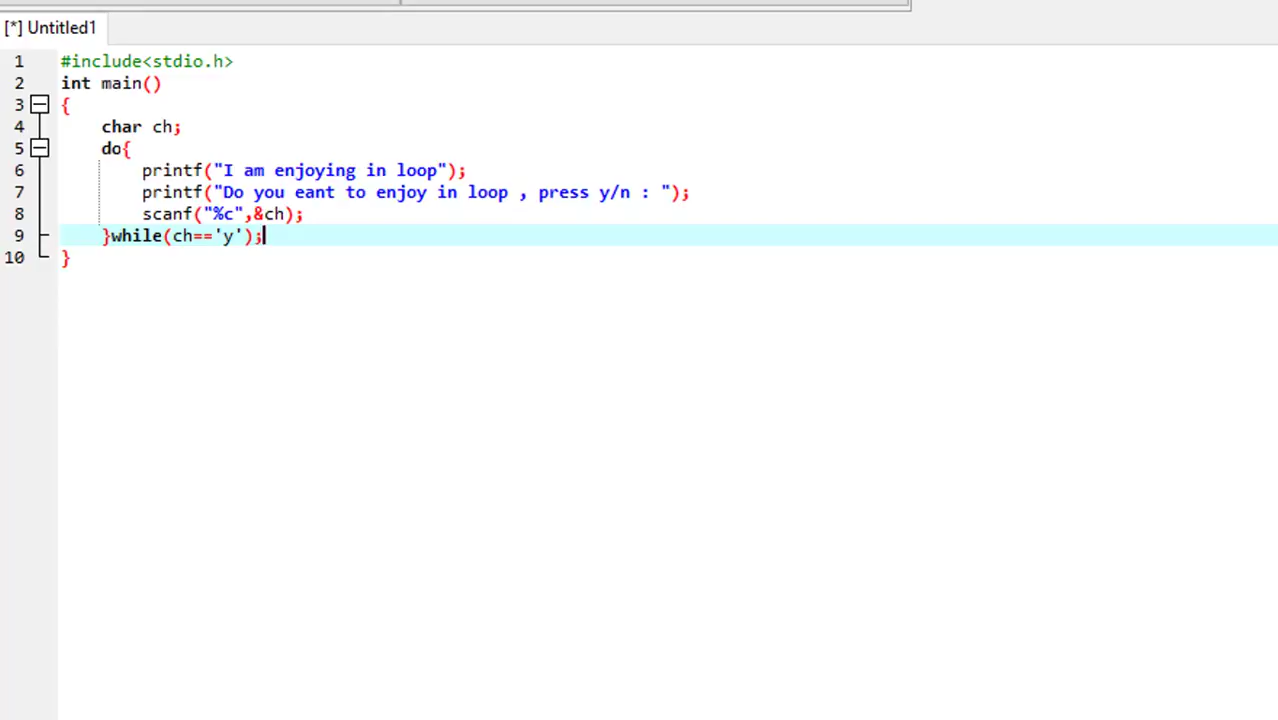 [*] Untitled1
1 #include<stdio.h>
2 int main()
3 {
4 char ch;
5 do{
6 printf("I am enjoying in loop");
7 printf("Do you eant to enjoy in loop , press y/n : ");
8 scanf("%c",&ch);
9 }while(ch=='y');
10 }